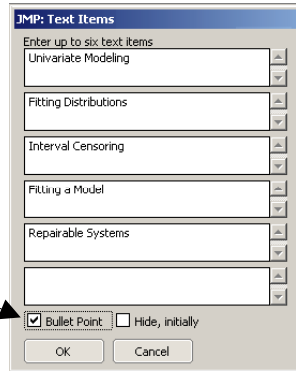 JMP: Text Items
Enter up to six text items
Univariate Modeling
Fitting Distributions
Interval Censoring
Fitting a Model
Repairable Systems
Bullet Point Hide, initially
OK Cancel